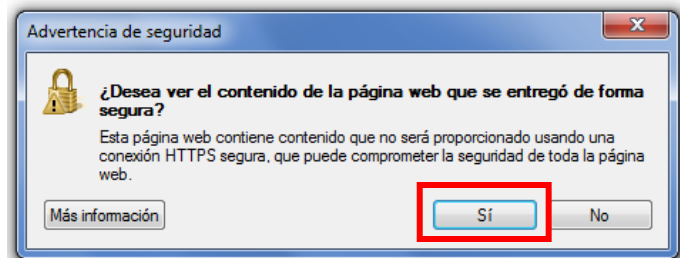 Advertencia de seguridad
¿Desea ver el contenido de la página web que se entregó de forma
segura?
Esta página web contiene contenido que no será proporcionado usando una
conexión HTTPS segura, que puede comprometer la seguridad de toda la página
web.
Más información Sí No